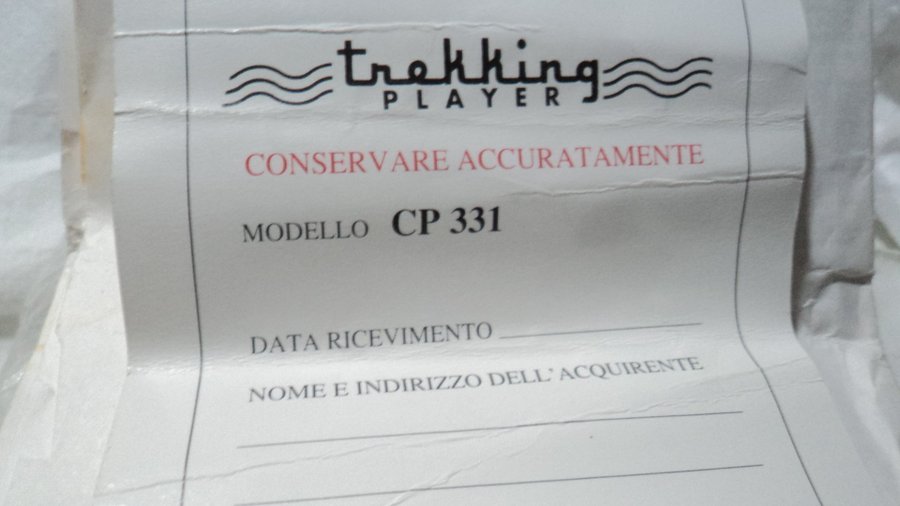 trekking
PLAYER
CONSERVARE ACCURATAMENTE
MODELLO CP 331
DATA RICEVIMENTO
NOME E INDIRIZZO DELL'ACQUIRENTE